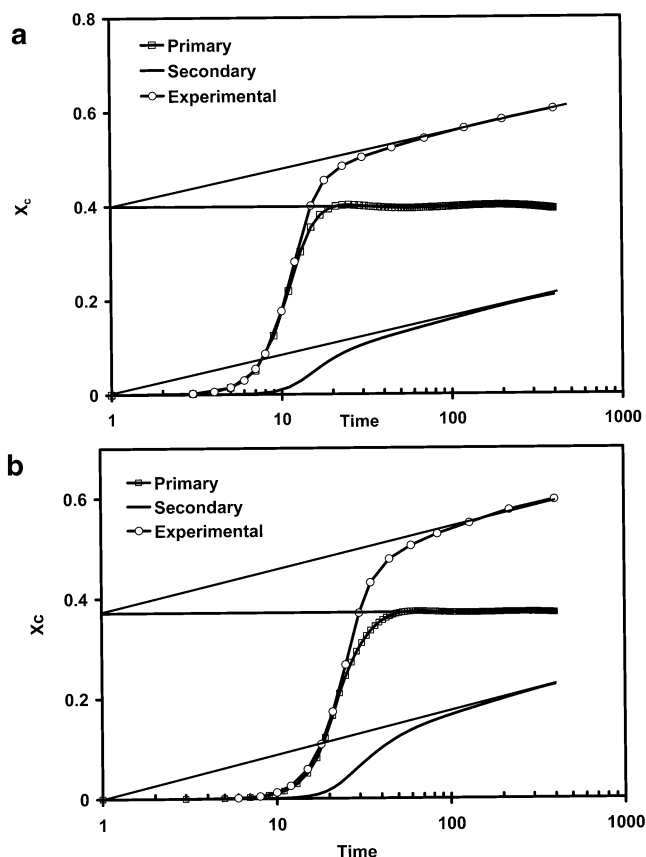 a
0.8
Primary
Secondary
Experimental
0.6
Xc
0.4
0.2
0
1 10 100 1000
Time
b
Primary
Secondary
Experimental
0.6
0.4
Xc
0.2
0
1 10 100 1000
Time